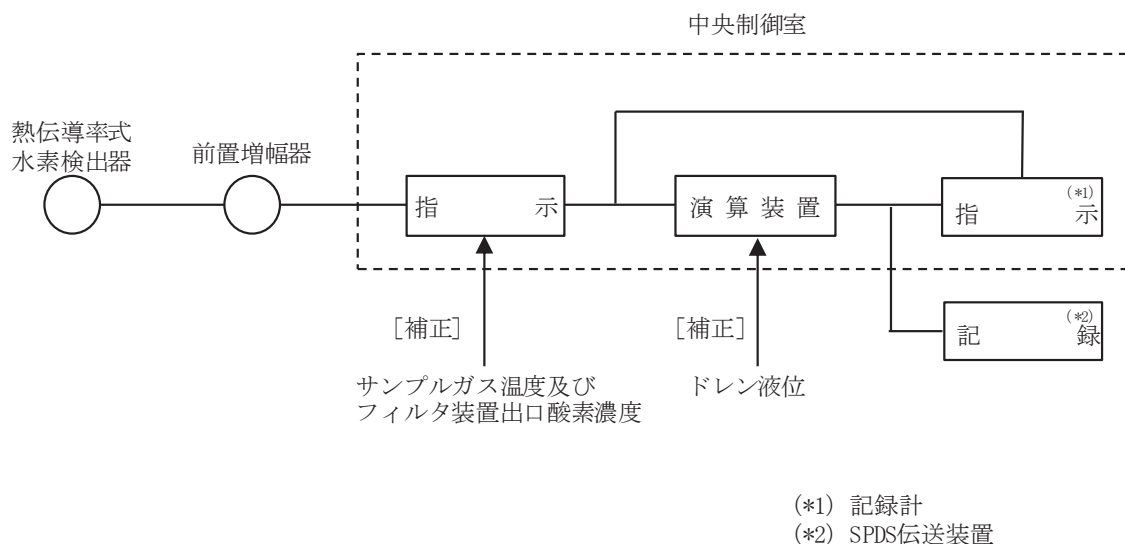 中央制御室
熱伝導率式
水素検出器
前置増幅器
指 示
演 算 装 置
(*1)
指 示
[補正]
[補正]
(*2)
記 録
サンプルガス温度及び
フィルタ装置出口酸素濃度
ドレン液位
(*1) 記録計
(*2) SPDS伝送装置